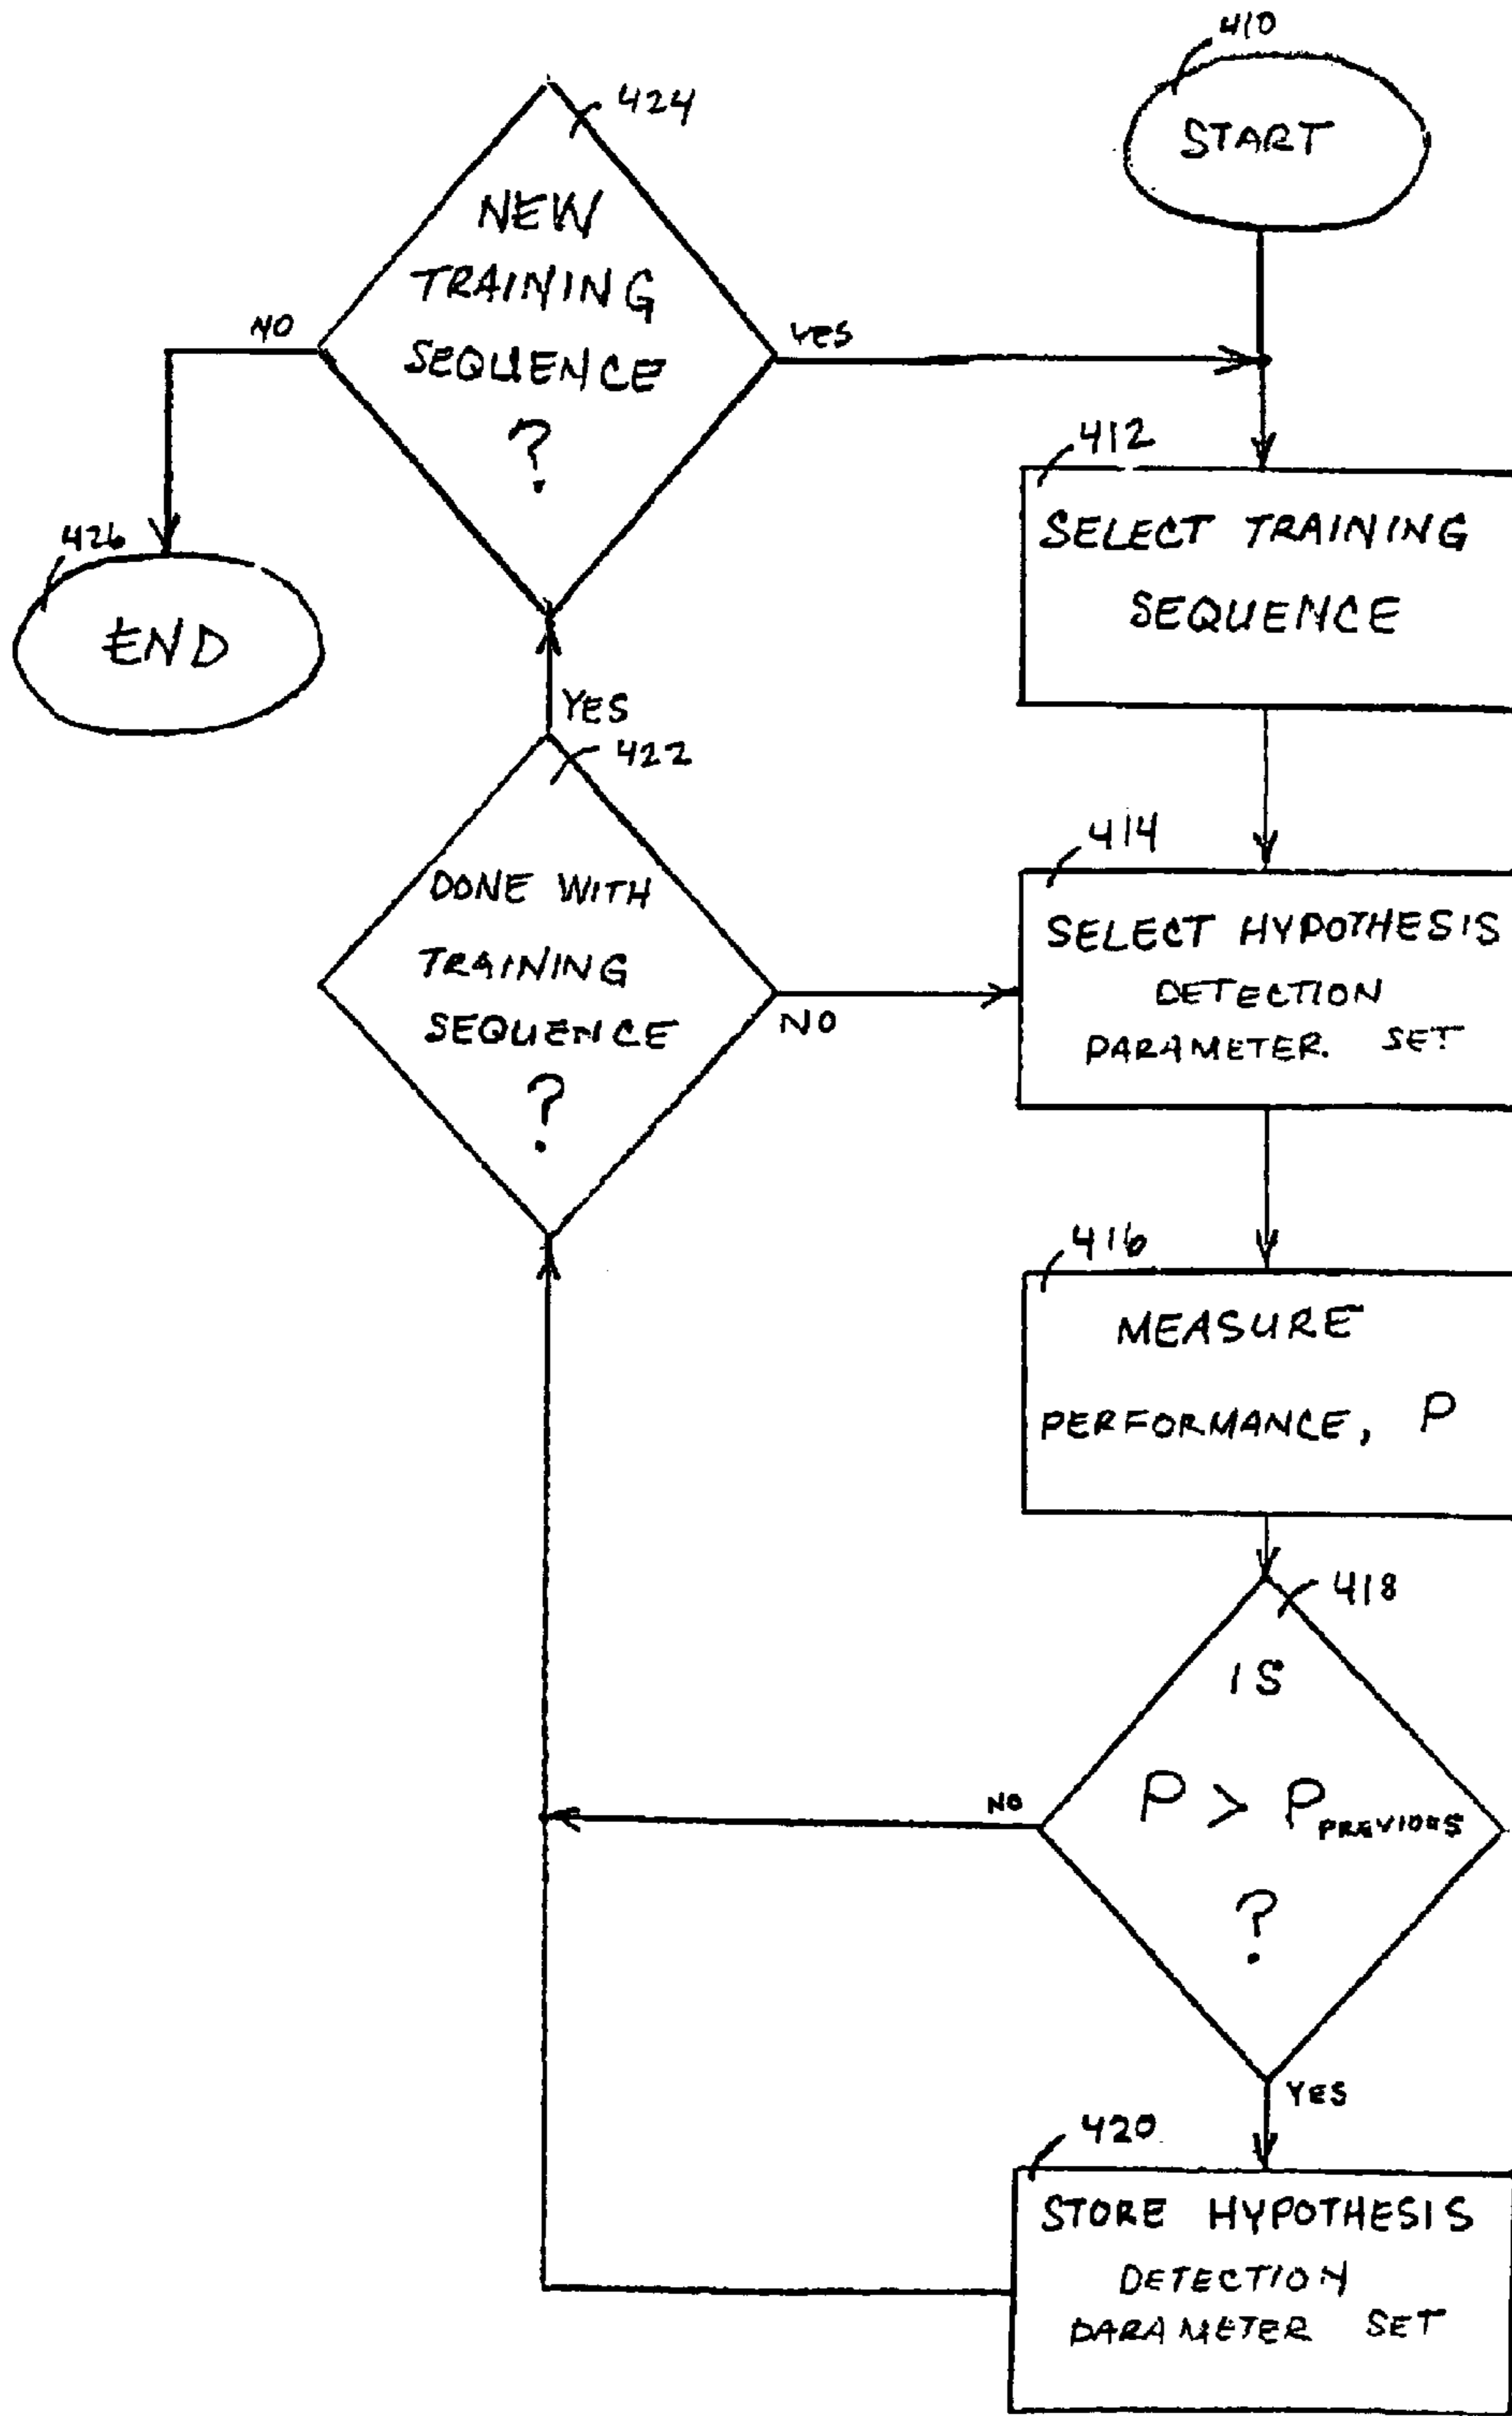 410
START
424
NEW
TRAINING
SEQUENCE
?
NO
YES
412
SELECT TRAINING
SEQUENCE
426
END
YES
422
DONE WITH
TRAINING
SEQUENCE
?
NO
414
SELECT HYPOTHESIS
DETECTION
PARAMETER. SET
416
MEASURE
PERFORMANCE, P
418
IS
P > P PREVIOUS
?
NO
YES
420
STORE HYPOTHESIS
DETECTION
PARAMETER SET